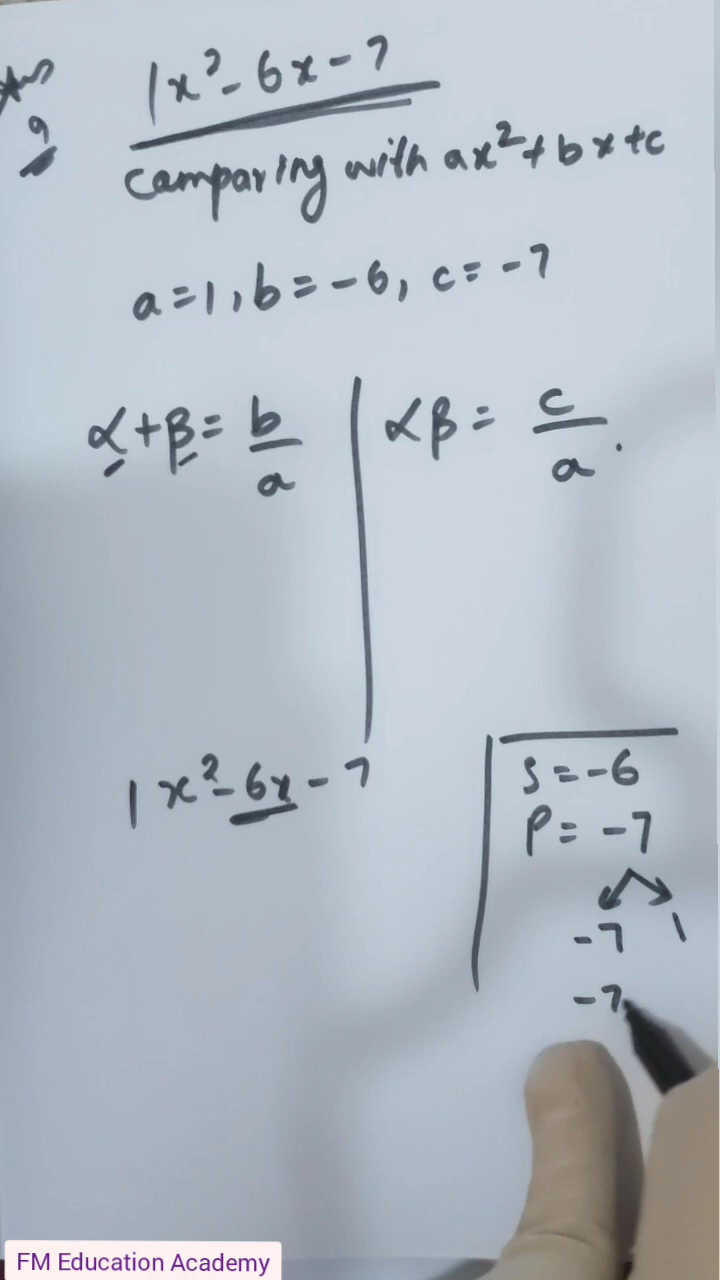 Ans 9
1x² - 6x - 7
Camparing with ax² + bx + c
a = 1, b = -6, c = -7
α + β = b/a
αβ = c/a.
1x² - 6x - 7
S = -6
P = -7
-7 1
-7
FM Education Academy